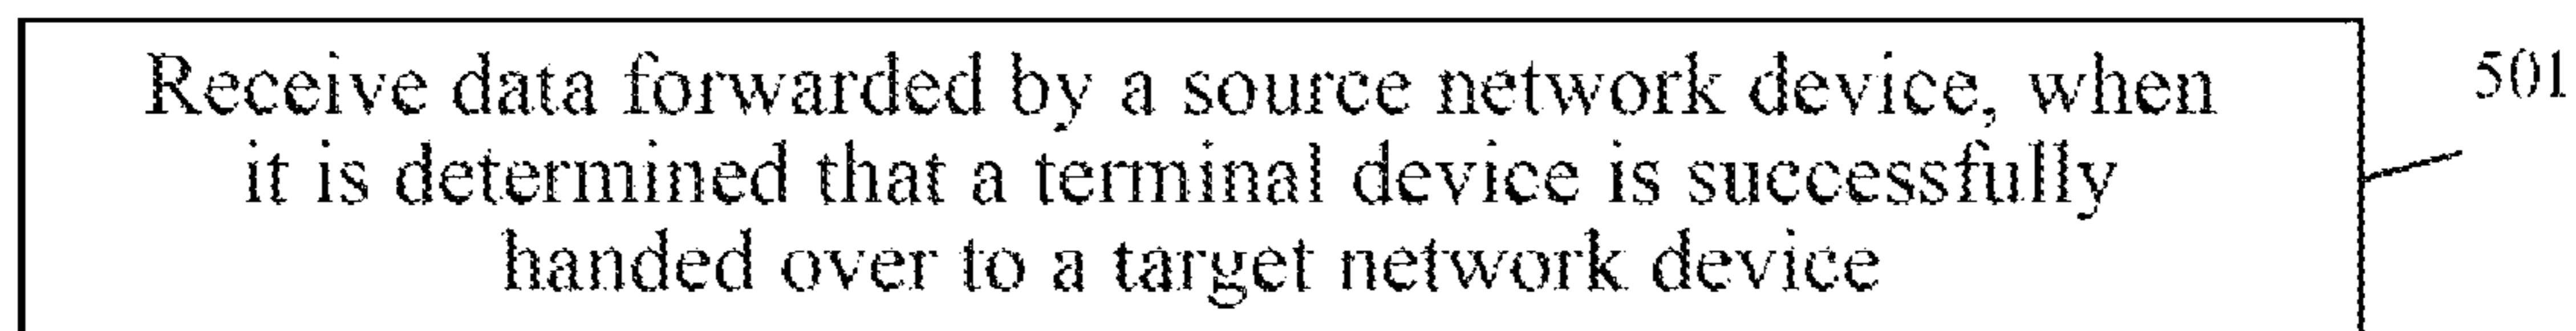 Receive data forwarded by a source network device, when
it is determined that a terminal device is successfully
handed over to a target network device
501